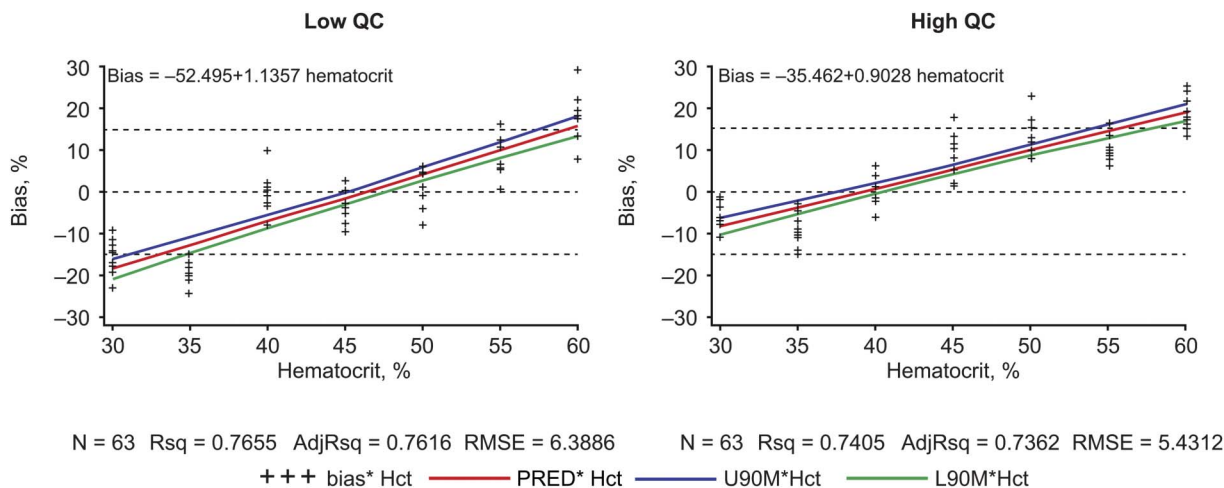 Low QC
Bias = –52.495+1.1357 hematocrit
Bias, %
30
20
10
0
–10
–20
–30
30 35 40 45 50 55 60
Hematocrit, %
N = 63 Rsq = 0.7655 AdjRsq = 0.7616 RMSE = 6.3886
High QC
Bias = –35.462+0.9028 hematocrit
Bias, %
30
20
10
0
–10
–20
–30
30 35 40 45 50 55 60
Hematocrit, %
N = 63 Rsq = 0.7405 AdjRsq = 0.7362 RMSE = 5.4312
+ + + bias* Hct PRED* Hct U90M*Hct L90M*Hct